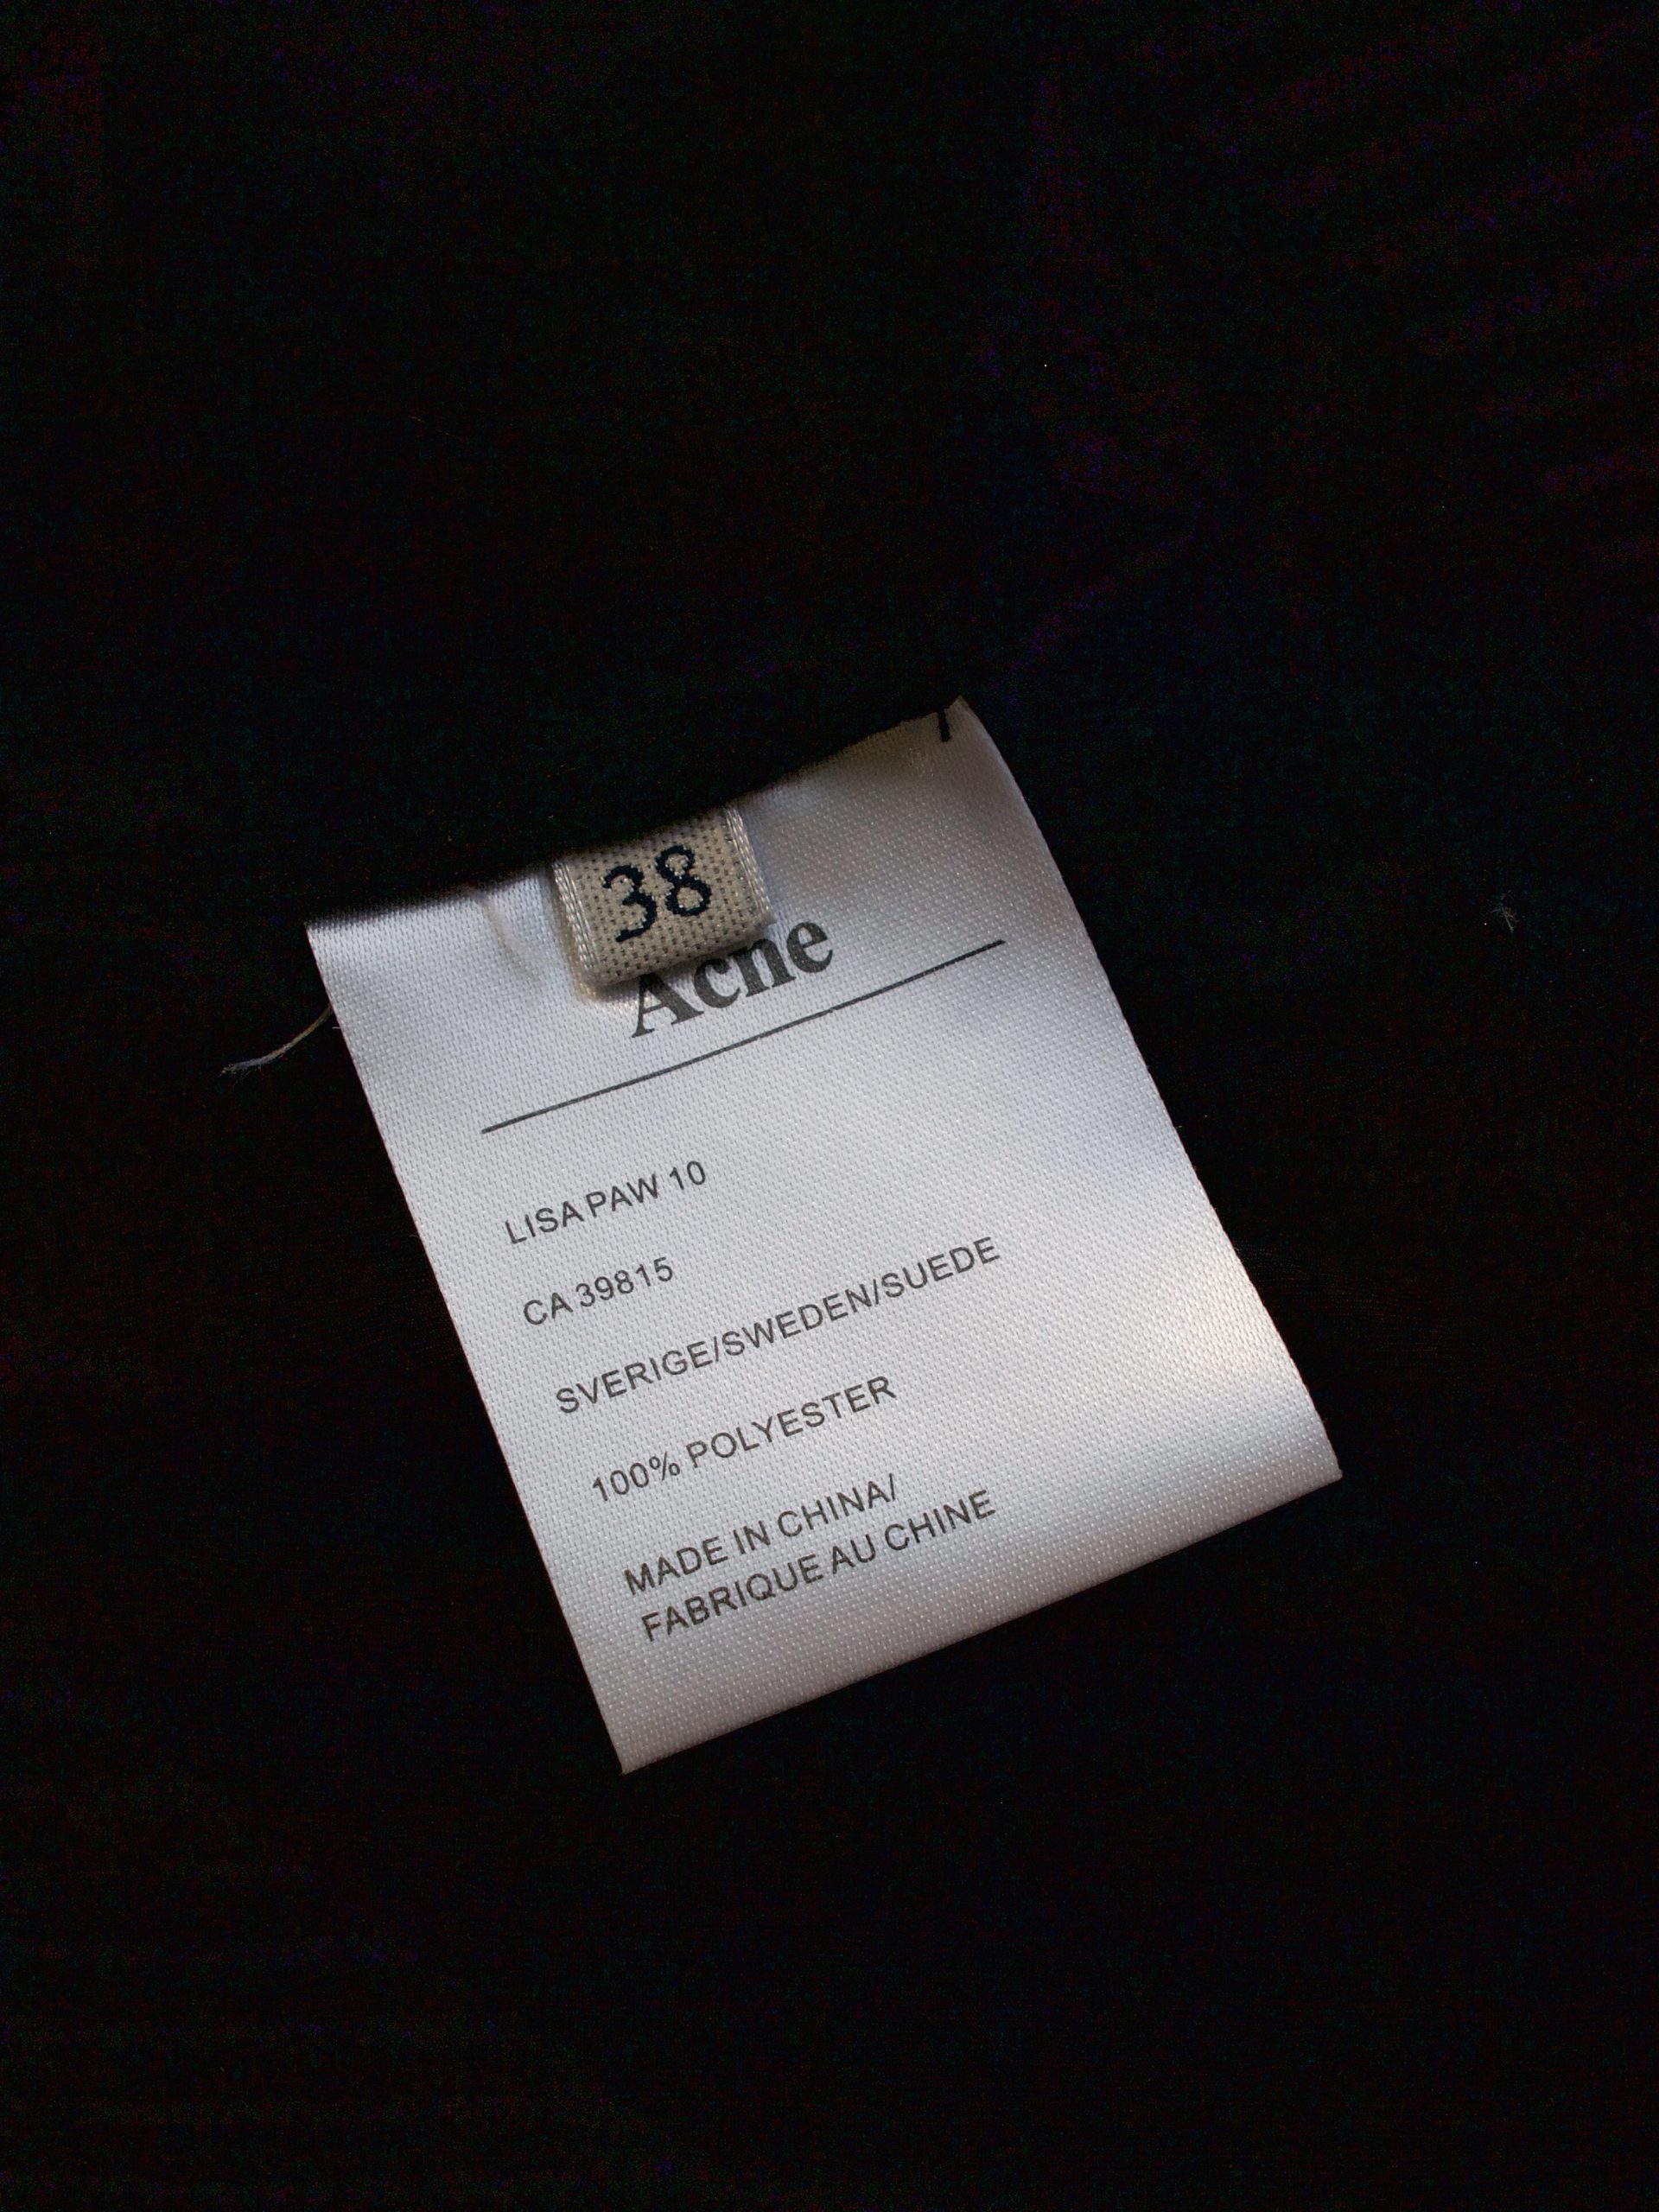 38
Acne
LISA PAW 10
CA 39815
SVERIGE/SWEDEN/SUEDE
100% POLYESTER
MADE IN CHINA/
FABRIQUE AU CHINE